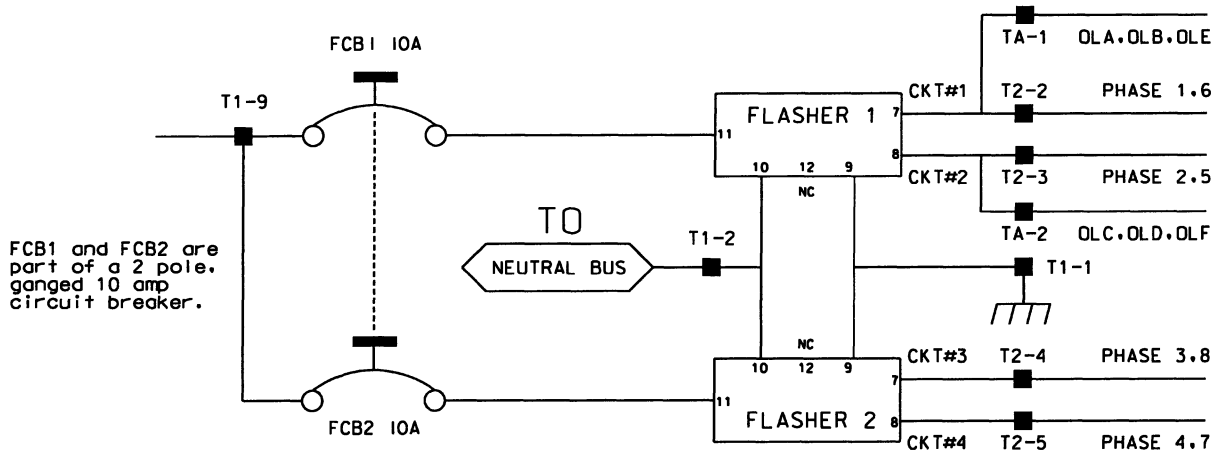 FCB1 10A
TA-1 OLA.OLB.OLE
T1-9
CKT#1 T2-2 PHASE 1.6
7
FLASHER 1
11
8
10 12 9
NC
CKT#2 T2-3 PHASE 2.5
TA-2 OLC.OLD.OLF
TO
NEUTRAL BUS
T1-2
T1-1
FCB1 and FCB2 are
part of a 2 pole.
ganged 10 amp
circuit breaker.
NC
10 12 9
CKT#3 T2-4 PHASE 3.8
7
11
FLASHER 2
8
FCB2 10A
CKT#4 T2-5 PHASE 4.7